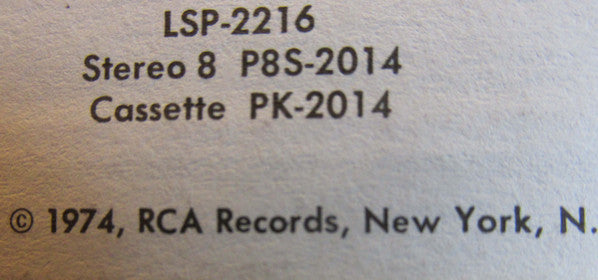 LSP-2216
Stereo 8 P8S-2014
Cassette PK-2014
© 1974, RCA Records, New York, N.